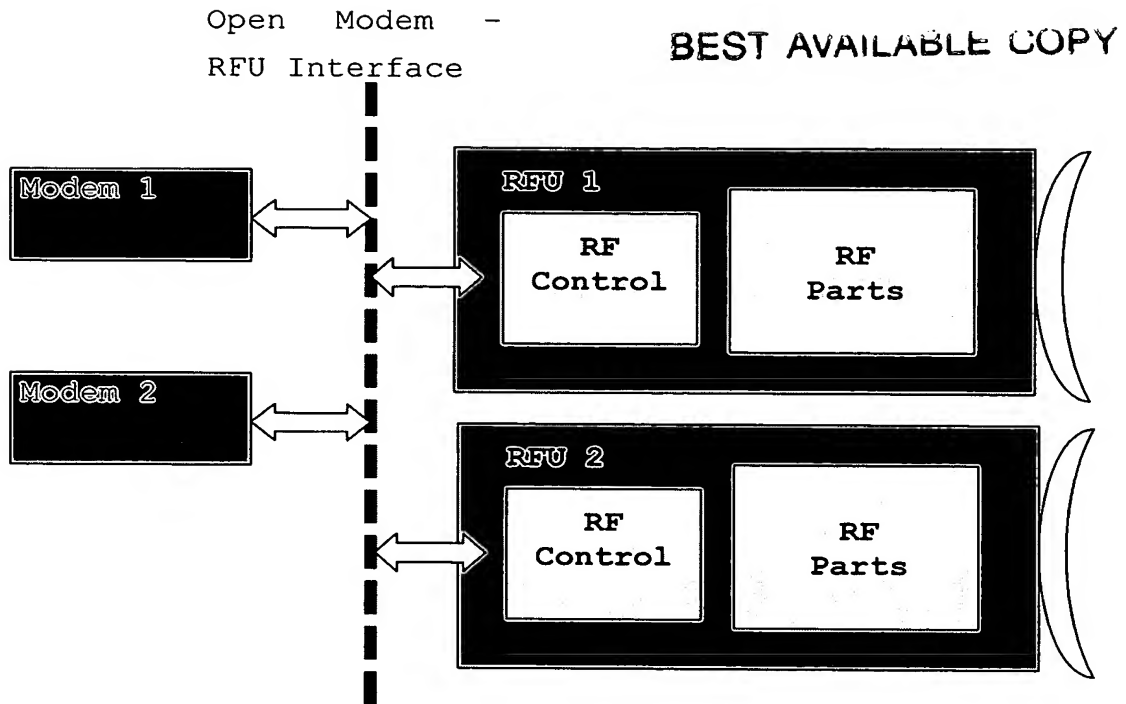 Open Modem -
RFU Interface
BEST AVAILABLE COPY
Modem 1
RFU 1
RF
Control
RF
Parts
Modem 2
RFU 2
RF
Control
RF
Parts